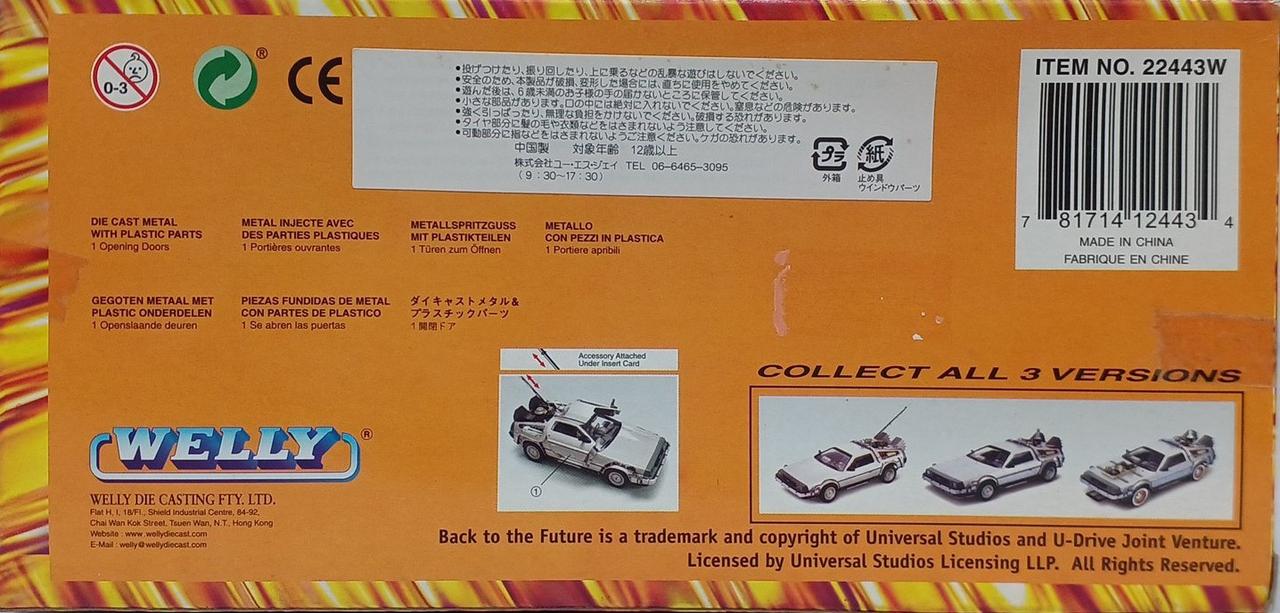 0-3
®
CE
•投げつけたり、振り回したり、上に乗るなどの乱暴な遊びはしないでください。
•安全のため、本製品が破損、変形した場合には、直ちに使用をやめてください。
•遊んだ後は、6歳未満のお子様の手の届かないところに保管してください。
•小さな部品があります。口の中には絶対に入れないでください。窒息などの危険があります。
•強く引っぱったり、無理な負担をかけないでください。破損する恐れがあります。
•タイヤ部分に髪の毛や衣類などをはさまれないよう注意してください。
•可動部分に指などをはさまれないようご注意ください。ケガの恐れがあります。
中国製 対象年齢 12歳以上
株式会社ユー・エス・ジェイ TEL 06–6465–3095
(9:30〜17:30)
プラ
外箱
紙
止め具
ウインドウパーツ
ITEM NO. 22443W
7 81714 12443 4
MADE IN CHINA
FABRIQUE EN CHINE
DIE CAST METAL
WITH PLASTIC PARTS
1 Opening Doors
METAL INJECTE AVEC
DES PARTIES PLASTIQUES
1 Portières ouvrantes
METALLSPRITZGUSS
MIT PLASTIKTEILEN
1 Türen zum Öffnen
METALLO
CON PEZZI IN PLASTICA
1 Portiere apribili
GEGOTEN METAAL MET
PLASTIC ONDERDELEN
1 Openslaande deuren
PIEZAS FUNDIDAS DE METAL
CON PARTES DE PLASTICO
1 Se abren las puertas
ダイキャストメタル&
プラスチックパーツ
1 開閉ドア
Accessory Attached
Under Insert Card
1
COLLECT ALL 3 VERSIONS
WELLY®
WELLY DIE CASTING FTY. LTD.
Flat H, I, 18/Fl., Shield Industrial Centre, 84-92,
Chai Wan Kok Street, Tsuen Wan, N.T., Hong Kong
Website : www.wellydiecast.com
E-Mail : welly@wellydiecast.com
Back to the Future is a trademark and copyright of Universal Studios and U-Drive Joint Venture.
Licensed by Universal Studios Licensing LLP. All Rights Reserved.